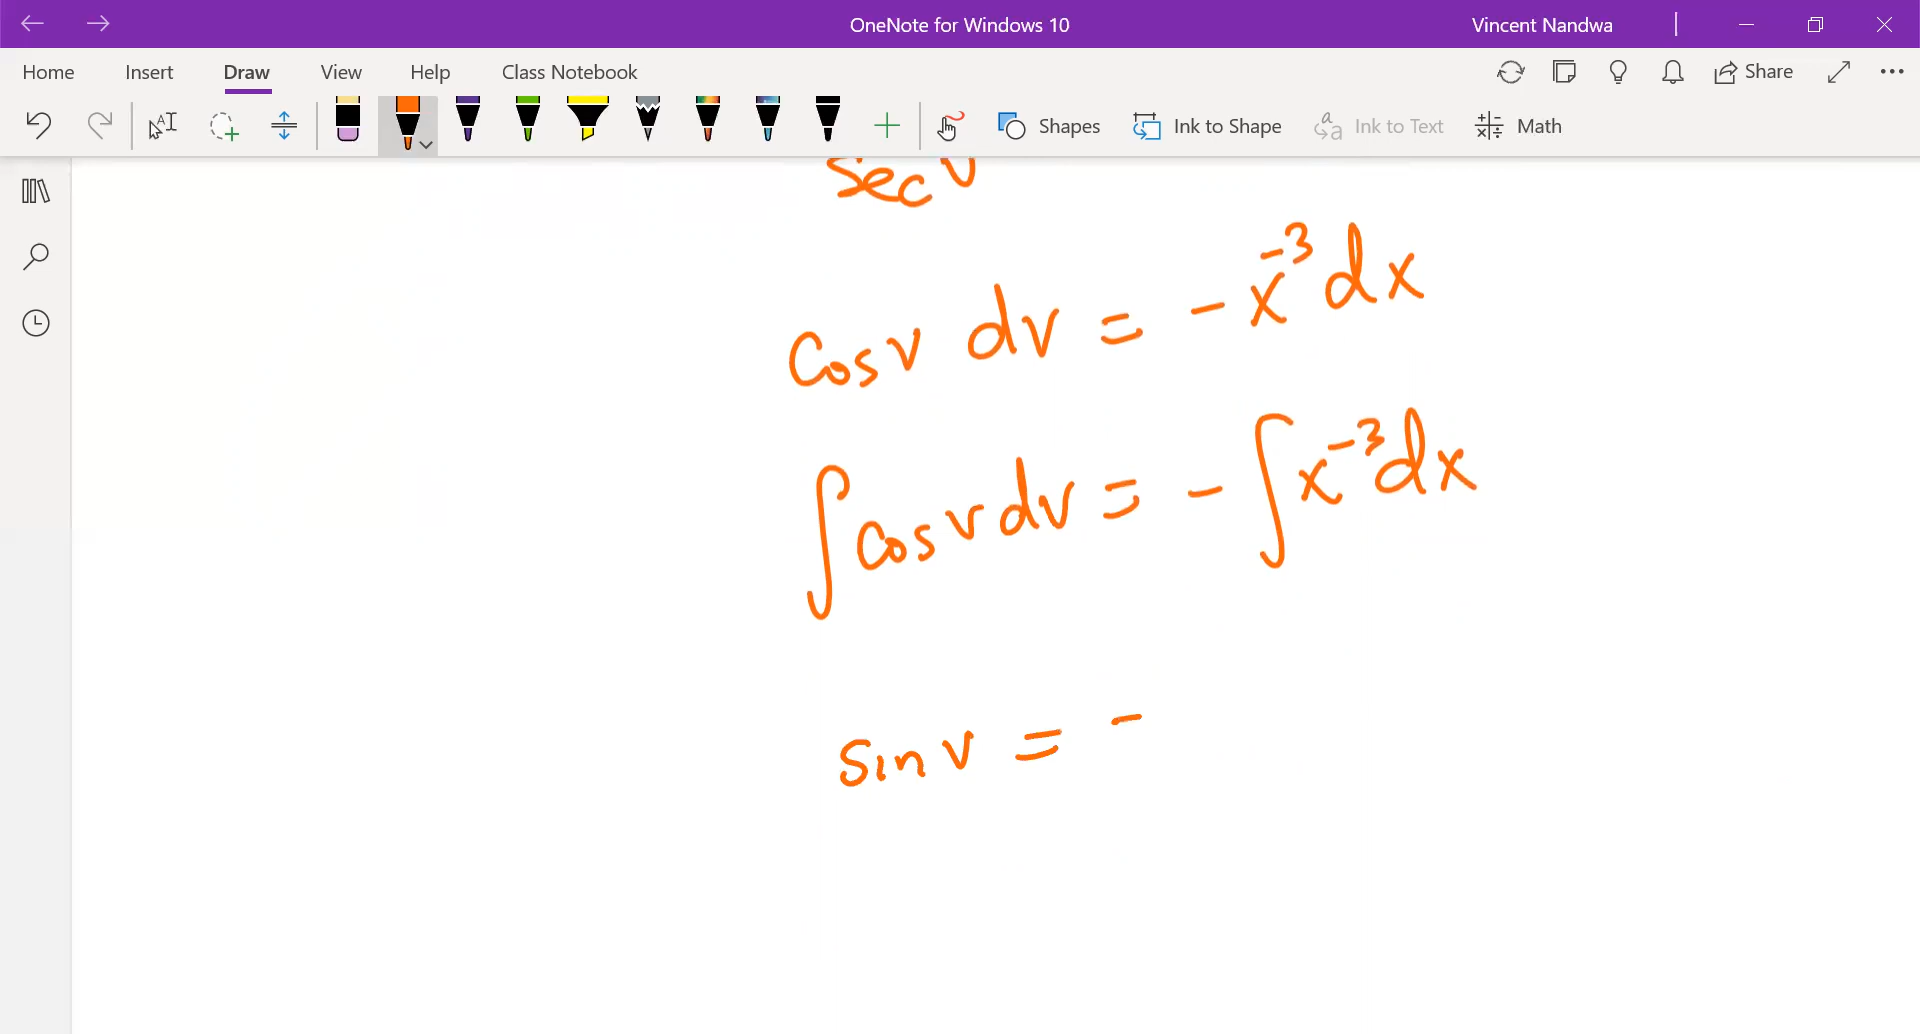 OneNote for Windows 10
Vincent Nandwa
Home Insert Draw View Help Class Notebook Share
Shapes Ink to Shape Ink to Text Math
sec v
cos v dv = - x⁻³ dx
∫ cos v dv = - ∫ x⁻³ dx
sin v = -